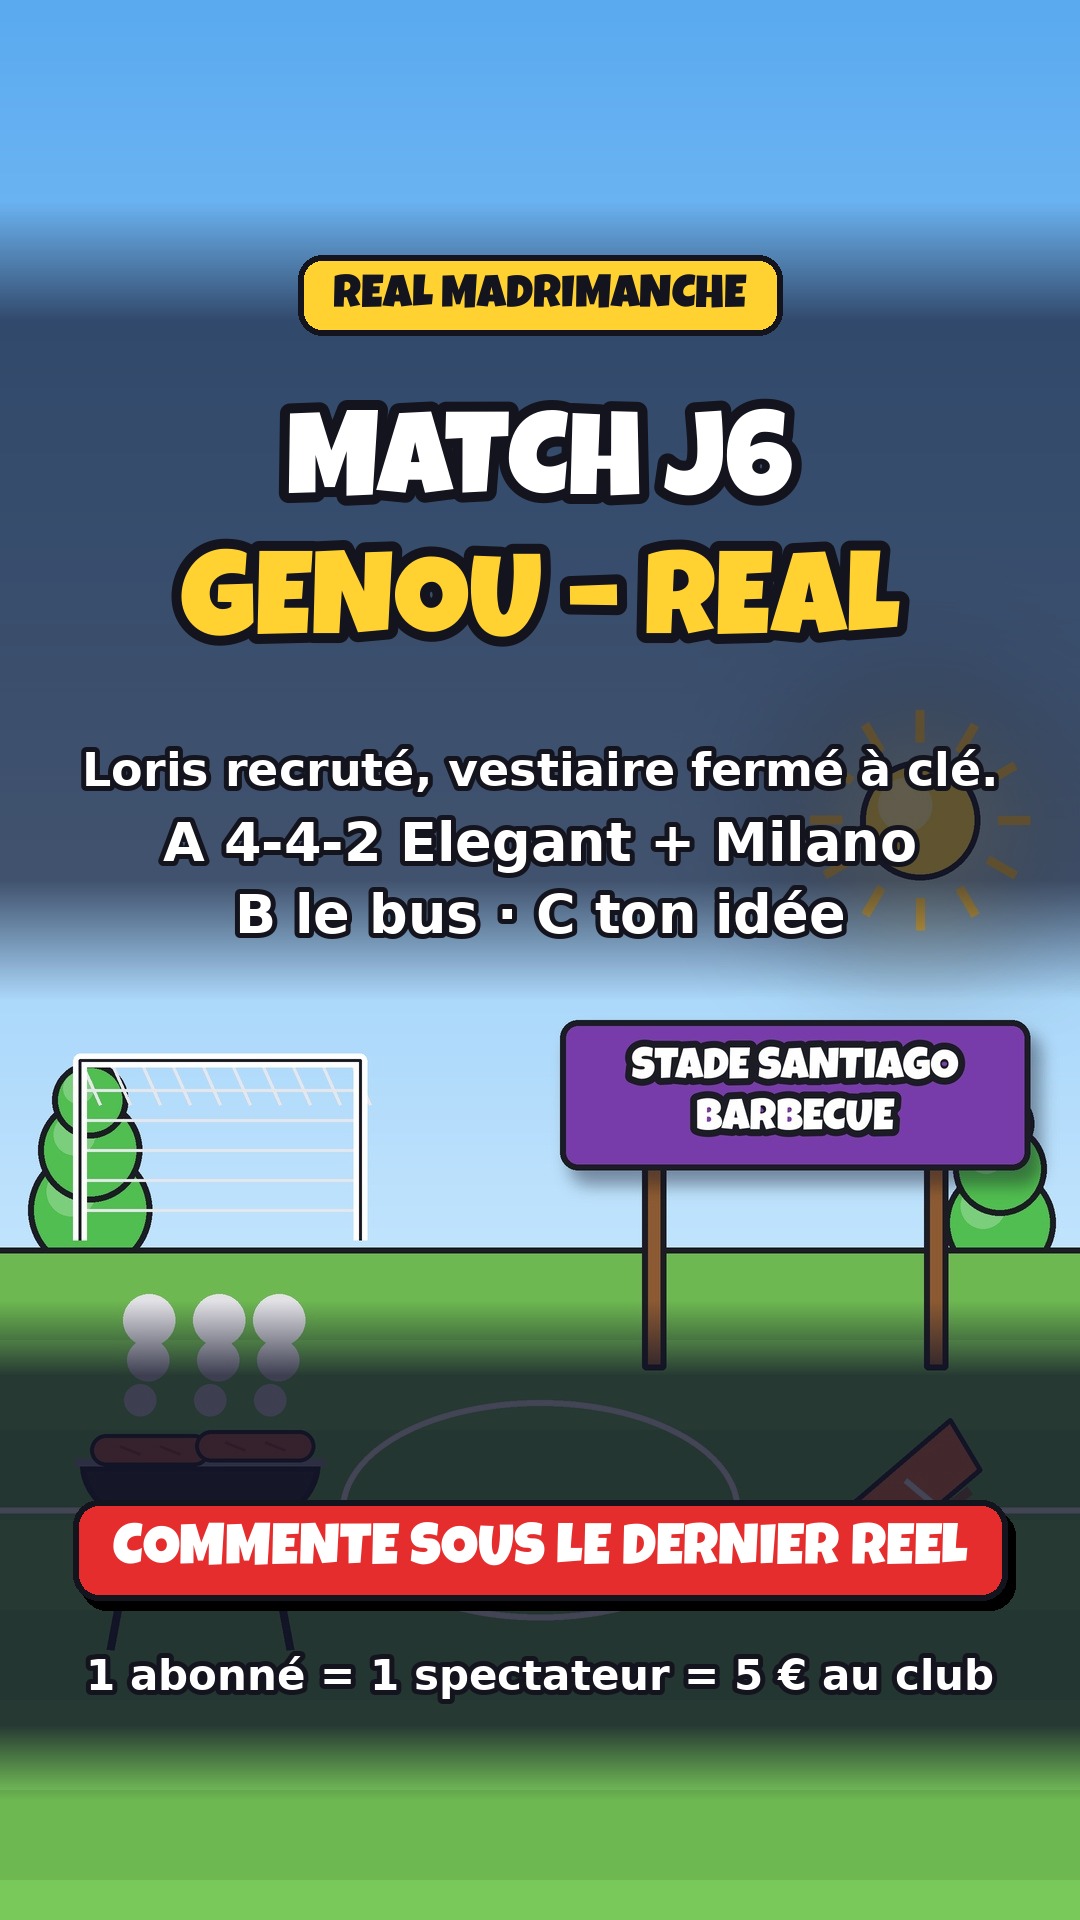 REAL MADRIMANCHE
MATCH J6
GENOU - REAL
Loris recruté, vestiaire fermé à clé.
A 4-4-2 Elegant + Milano
B le bus · C ton idée
STADE SANTIAGO
BARBECUE
COMMENTE SOUS LE DERNIER REEL
1 abonné = 1 spectateur = 5 € au club